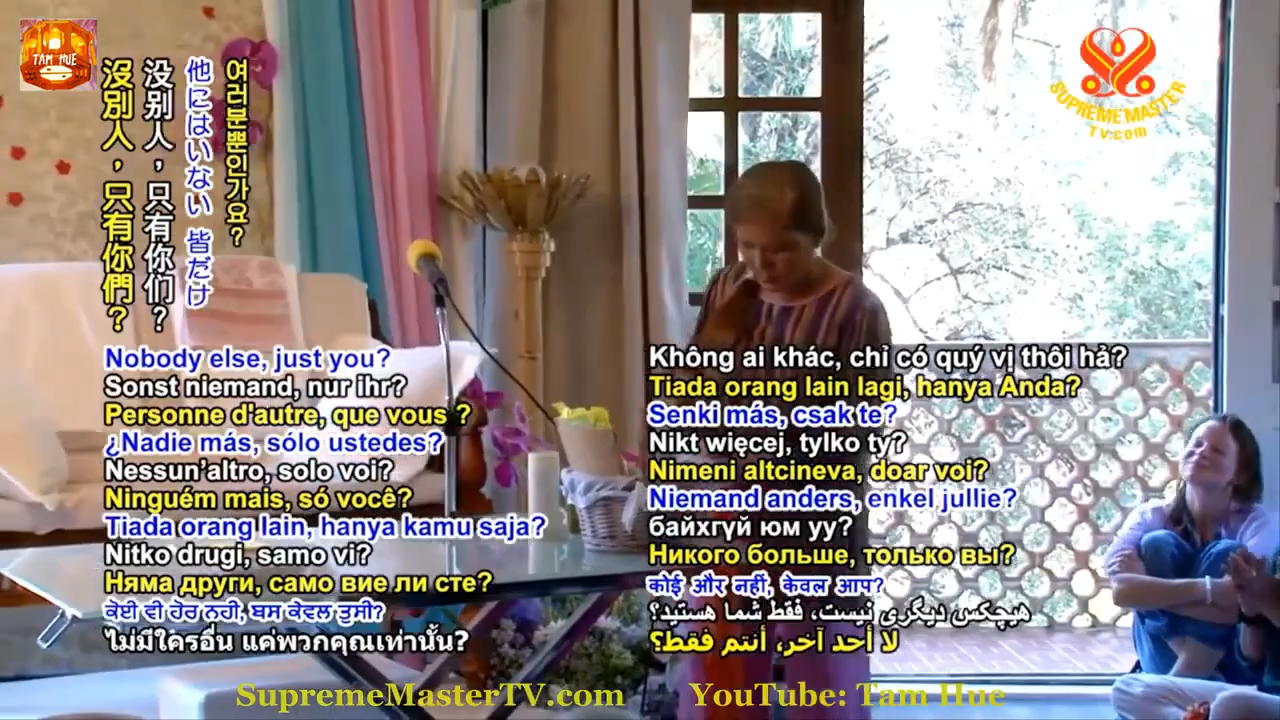 TAM HUE
SUPREME MASTER
TV.com
여러분뿐인가요?
他にはいない 皆だけ
没别人，只有你们？
沒別人，只有你們？
Nobody else, just you?
Sonst niemand, nur ihr?
Personne d'autre, que vous ?
¿Nadie más, sólo ustedes?
Nessun’altro, solo voi?
Ninguém mais, só você?
Tiada orang lain, hanya kamu saja?
Nitko drugi, samo vi?
Няма други, само вие ли сте?
ਕੋਈ ਵੀ ਹੋਰ ਨਹੀ, ਬਸ ਕੇਵਲ ਤੁਸੀ?
ไม่มีใครอื่น แค่พวกคุณเท่านั้น?
Không ai khác, chỉ có quý vị thôi hả?
Tiada orang lain lagi, hanya Anda?
Senki más, csak te?
Nikt więcej, tylko ty?
Nimeni altcineva, doar voi?
Niemand anders, enkel jullie?
байхгүй юм уу?
Никого больше, только вы?
कोई और नहीं, केवल आप?
هیچکس دیگری نیست، فقط شما هستید؟
لا أحد آخر، أنتم فقط؟
SupremeMasterTV.com
YouTube: Tam Hue